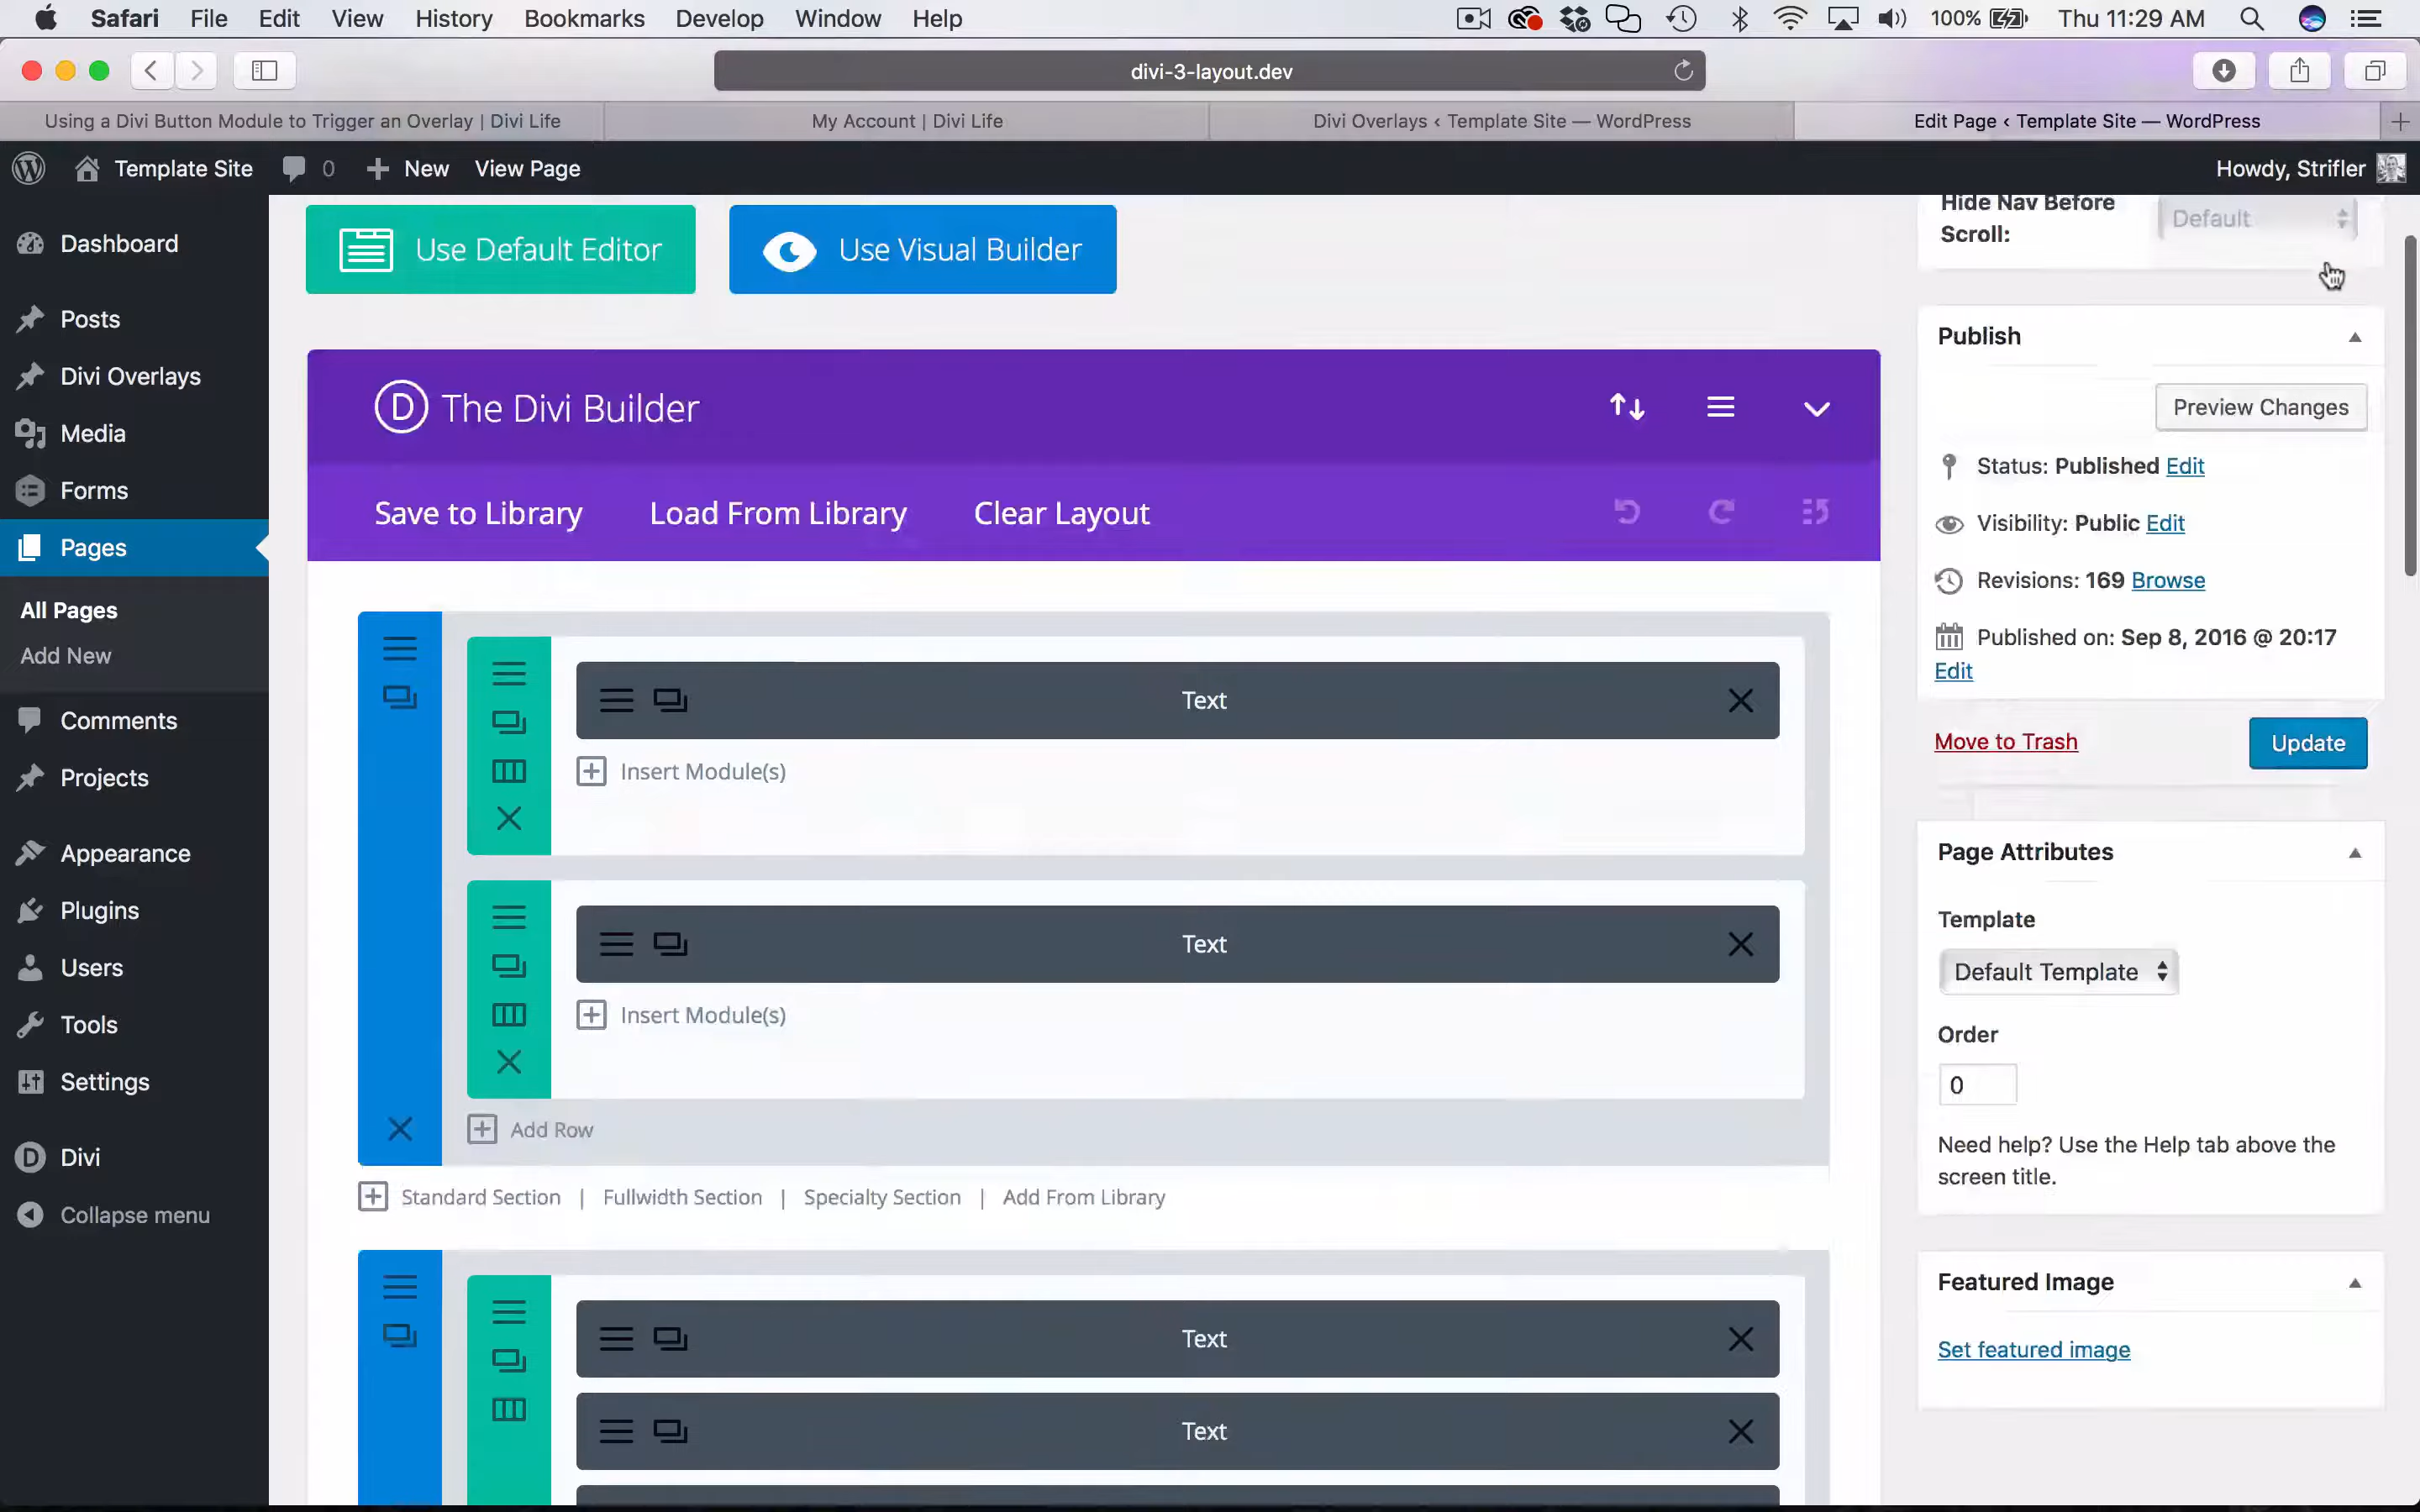 Safari File Edit View History Bookmarks Develop Window Help
100% Thu 11:29 AM
divi-3-layout.dev
Using a Divi Button Module to Trigger an Overlay | Divi Life
My Account | Divi Life
Divi Overlays ‹ Template Site — WordPress
Edit Page ‹ Template Site — WordPress
Template Site 0 New View Page
Howdy, Strifler
Dashboard
Posts
Divi Overlays
Media
Forms
Pages
All Pages
Add New
Comments
Projects
Appearance
Plugins
Users
Tools
Settings
Divi
Collapse menu
Use Default Editor
Use Visual Builder
D The Divi Builder
Save to Library Load From Library Clear Layout
Text
Insert Module(s)
Text
Insert Module(s)
Add Row
Standard Section | Fullwidth Section | Specialty Section | Add From Library
Text
Text
Hide Nav Before
Scroll:
Default
Publish
Preview Changes
Status: Published Edit
Visibility: Public Edit
Revisions: 169 Browse
Published on: Sep 8, 2016 @ 20:17
Edit
Move to Trash
Update
Page Attributes
Template
Default Template
Order
0
Need help? Use the Help tab above the
screen title.
Featured Image
Set featured image